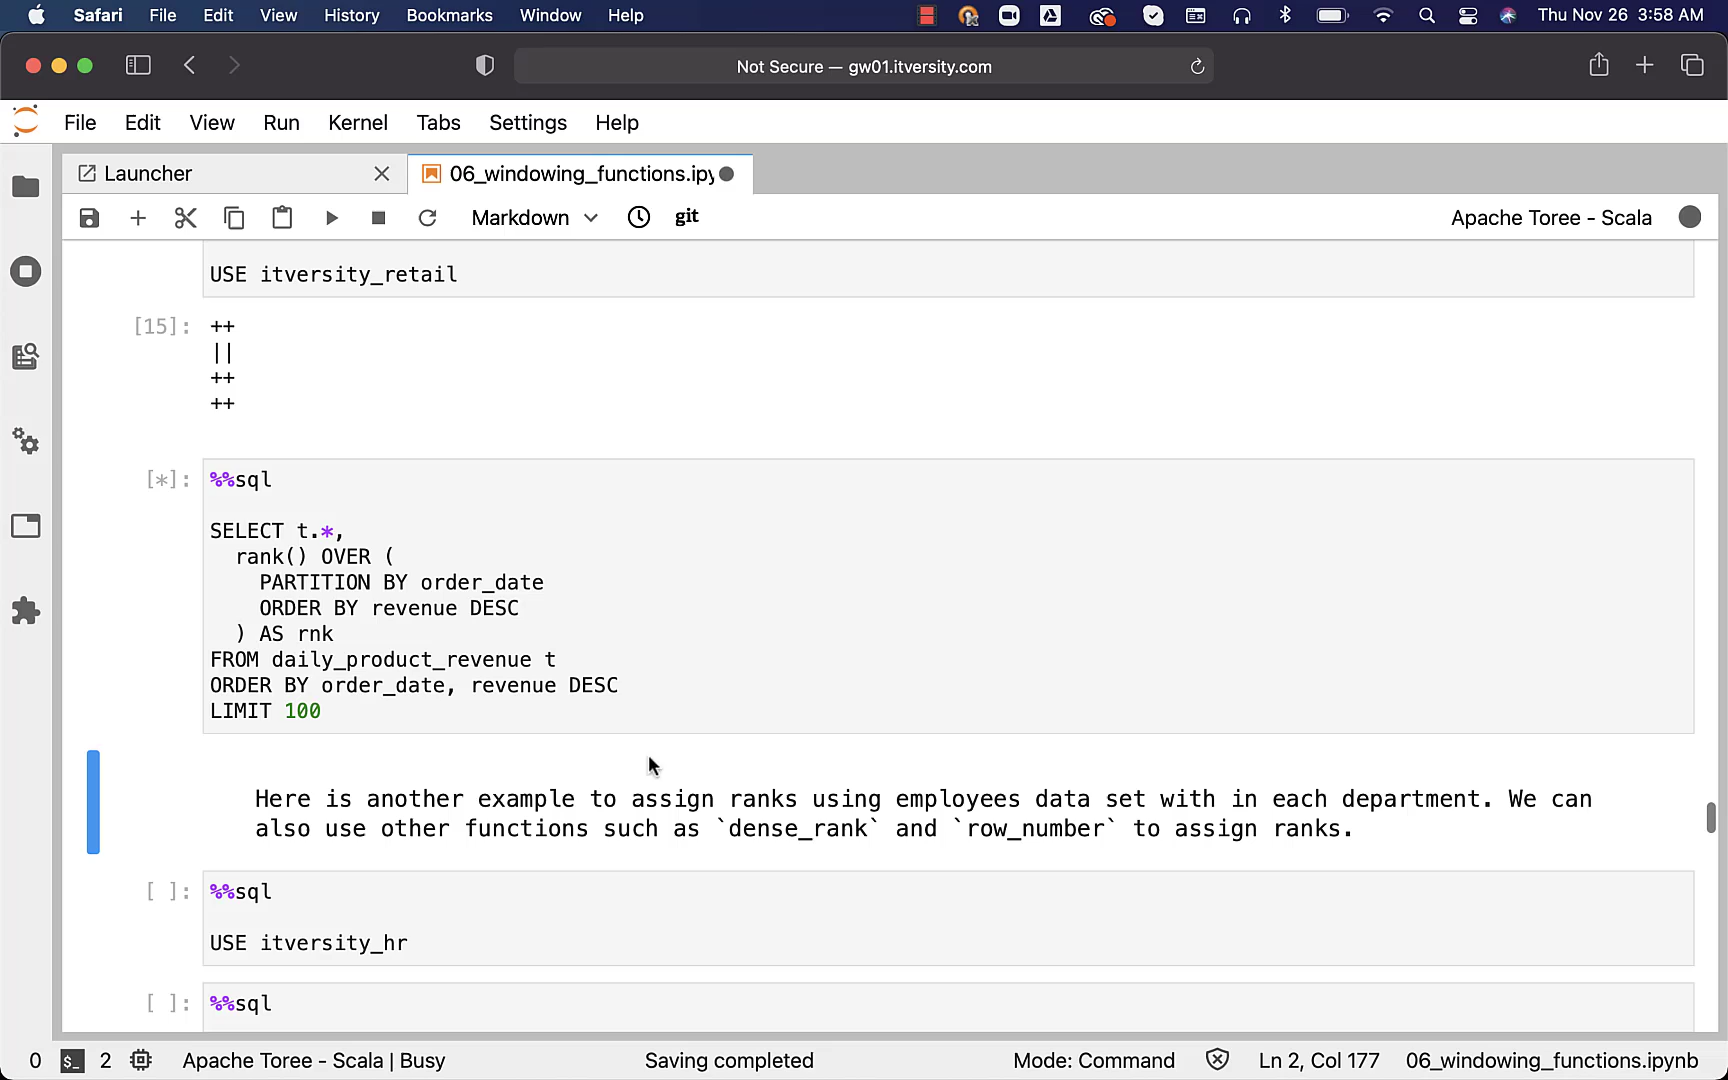 Safari File Edit View History Bookmarks Window Help Thu Nov 26 3:58 AM
Not Secure — gw01.itversity.com
File Edit View Run Kernel Tabs Settings Help
Launcher 06_windowing_functions.ipy
Markdown git Apache Toree - Scala
USE itversity_retail
[15]: ++
||
++
++
[*]: %%sql
SELECT t.*,
rank() OVER (
PARTITION BY order_date
ORDER BY revenue DESC
) AS rnk
FROM daily_product_revenue t
ORDER BY order_date, revenue DESC
LIMIT 100
Here is another example to assign ranks using employees data set with in each department. We can
also use other functions such as `dense_rank` and `row_number` to assign ranks.
[ ]: %%sql
USE itversity_hr
[ ]: %%sql
0 $_ 2 Apache Toree - Scala | Busy Saving completed Mode: Command Ln 2, Col 177 06_windowing_functions.ipynb